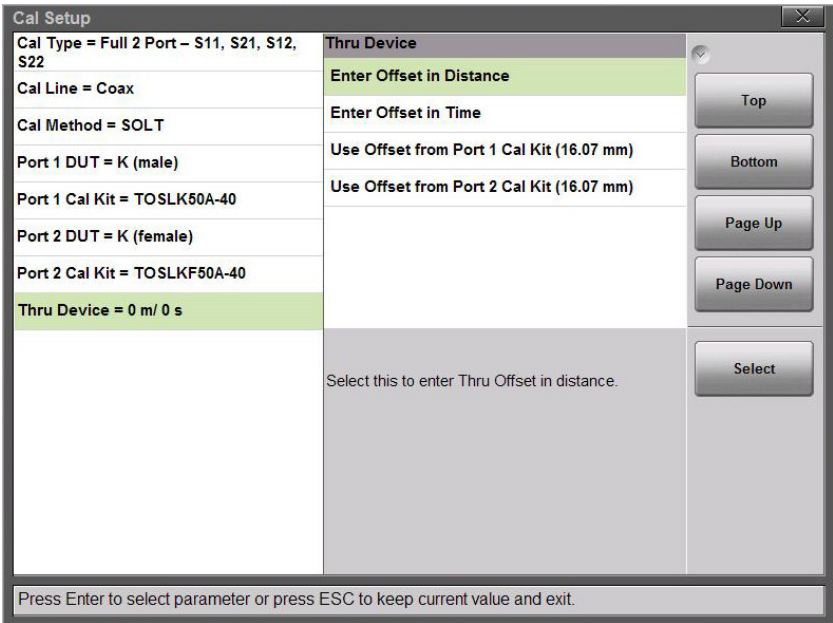 Cal Setup
Cal Type = Full 2 Port – S11, S21, S12,
S22
Cal Line = Coax
Cal Method = SOLT
Port 1 DUT = K (male)
Port 1 Cal Kit = TOSLK50A-40
Port 2 DUT = K (female)
Port 2 Cal Kit = TOSLKF50A-40
Thru Device = 0 m/ 0 s
Thru Device
Enter Offset in Distance
Enter Offset in Time
Use Offset from Port 1 Cal Kit (16.07 mm)
Use Offset from Port 2 Cal Kit (16.07 mm)
Select this to enter Thru Offset in distance.
Top
Bottom
Page Up
Page Down
Select
Press Enter to select parameter or press ESC to keep current value and exit.